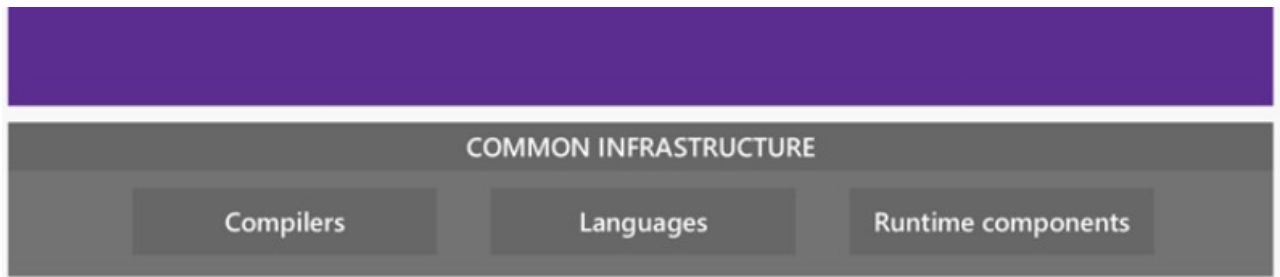 COMMON INFRASTRUCTURE
Compilers
Languages
Runtime components